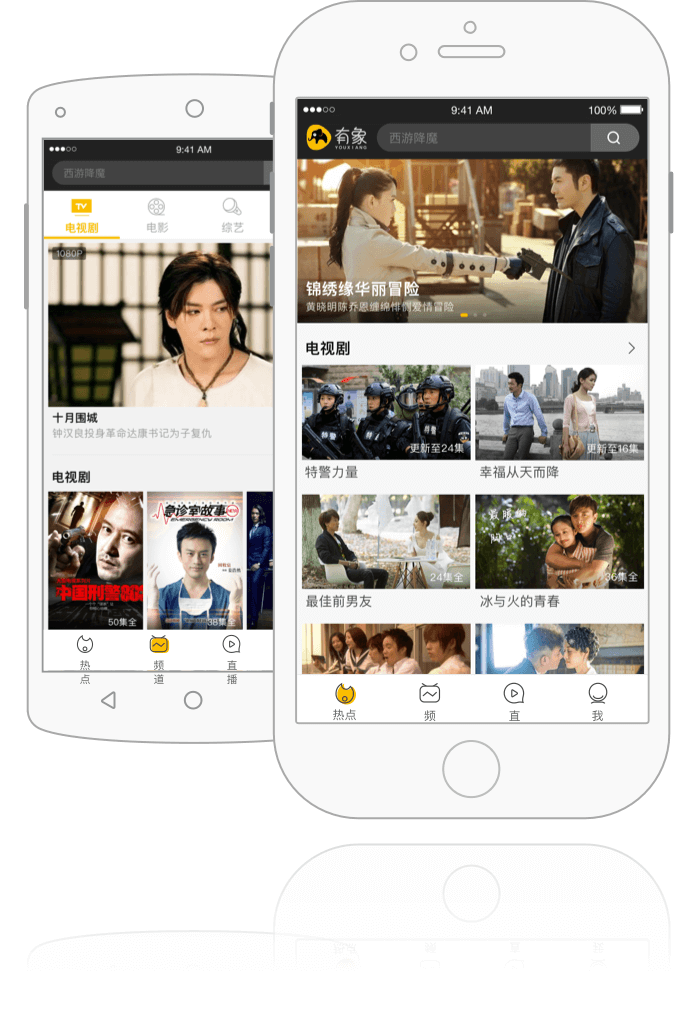 9:41 AM
西游降魔
TV
电视剧
电影
综艺
1080P
十月围城
钟汉良投身革命达康书记为子复仇
电视剧
50集全
急诊室故事
EMERGENCY ROOM
38集全
热
点
频
道
直
播
9:41 AM
100%
有象
YOUXIANG
西游降魔
锦绣缘华丽冒险
黄晓明陈乔恩缠绵悱恻爱情冒险
电视剧
更新至24集
更新至16集
特警力量
幸福从天而降
24集全
36集全
最佳前男友
冰与火的青春
热点
频
直
我